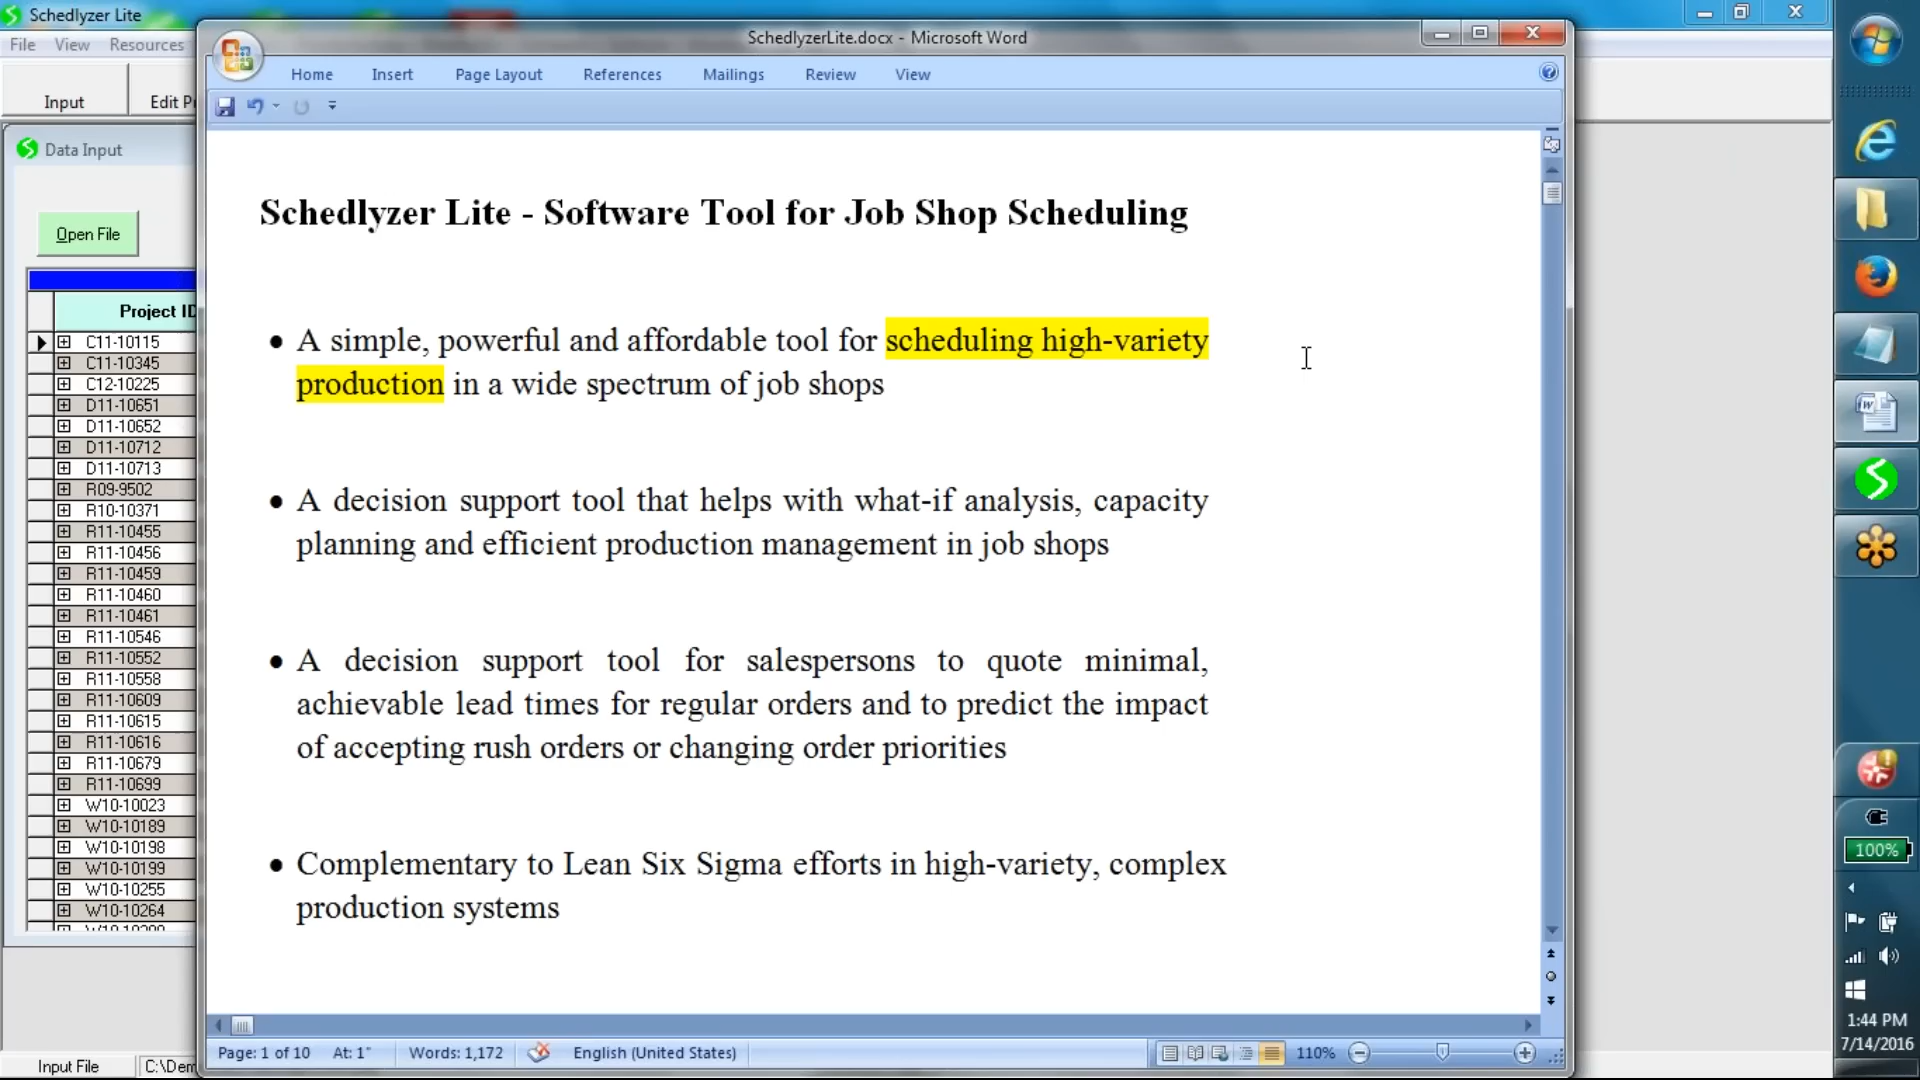 Schedlyzer Lite
File View Resources
Input Edit P
Data Input
Open File
Project ID
C11-10115
C11-10345
C12-10225
D11-10651
D11-10652
D11-10712
D11-10713
R09-9502
R10-10371
R11-10455
R11-10456
R11-10459
R11-10460
R11-10461
R11-10546
R11-10552
R11-10558
R11-10609
R11-10615
R11-10616
R11-10679
R11-10699
W10-10023
W10-10189
W10-10198
W10-10199
W10-10255
W10-10264
Input File C:\Dem
SchedlyzerLite.docx - Microsoft Word
Home Insert Page Layout References Mailings Review View
Schedlyzer Lite - Software Tool for Job Shop Scheduling
• A simple, powerful and affordable tool for scheduling high-variety
production in a wide spectrum of job shops
• A decision support tool that helps with what-if analysis, capacity
planning and efficient production management in job shops
• A decision support tool for salespersons to quote minimal,
achievable lead times for regular orders and to predict the impact
of accepting rush orders or changing order priorities
• Complementary to Lean Six Sigma efforts in high-variety, complex
production systems
Page: 1 of 10 At: 1" Words: 1,172 English (United States) 110%
100%
1:44 PM
7/14/2016